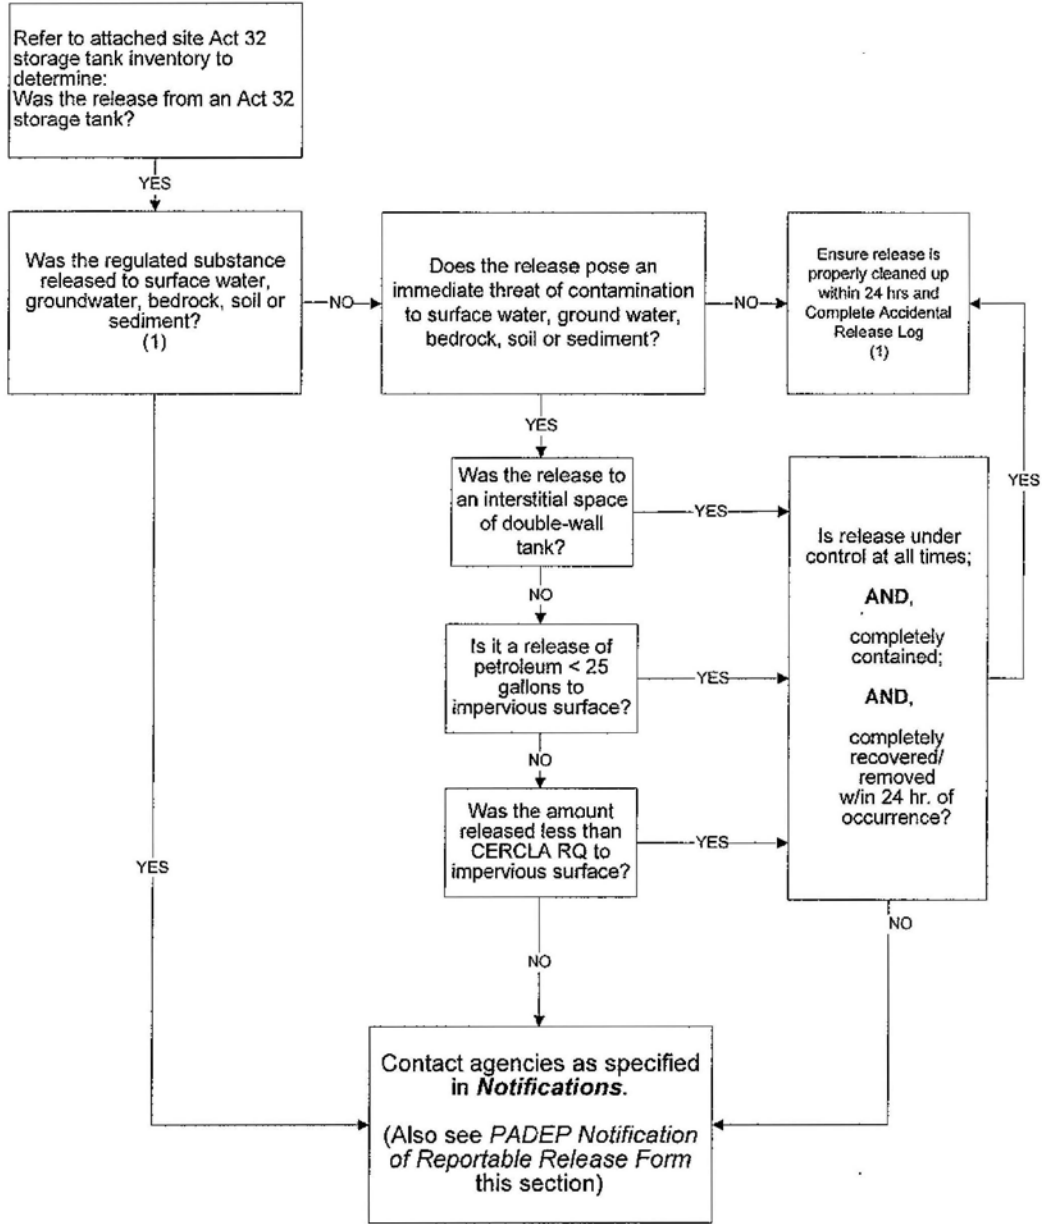 Refer to attached site Act 32
storage tank inventory to
determine:
Was the release from an Act 32
storage tank?
YES
Was the regulated substance
released to surface water,
groundwater, bedrock, soil or
sediment?
(1)
NO
Does the release pose an
immediate threat of contamination
to surface water, ground water,
bedrock, soil or sediment?
NO
Ensure release is
properly cleaned up
within 24 hrs and
Complete Accidental
Release Log
(1)
YES
Was the release to
an interstitial space
of double-wall
tank?
YES
NO
Is it a release of
petroleum < 25
gallons to
impervious surface?
YES
NO
Was the amount
released less than
CERCLA RQ to
impervious surface?
YES
Is release under
control at all times;
AND,
completely
contained;
AND,
completely
recovered/
removed
w/in 24 hr. of
occurrence?
YES
YES
NO
NO
Contact agencies as specified
in Notifications.
(Also see PADEP Notification
of Reportable Release Form
this section)